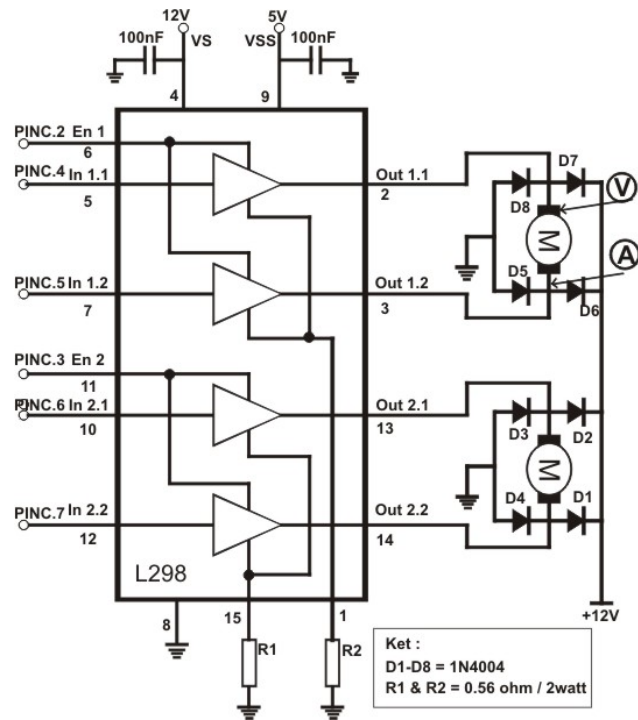 12V
5V
100nF
VS
VSS
100nF
4
9
PINC.2 En 1
6
PINC.4 In 1.1
5
Out 1.1
2
D7
D8
V
M
A
PINC.5 In 1.2
7
Out 1.2
3
D5
D6
PINC.3 En 2
11
PINC.6 In 2.1
10
Out 2.1
13
D3
D2
M
D4
D1
PINC.7 In 2.2
12
Out 2.2
14
L298
8
15
1
+12V
R1
R2
Ket :
D1-D8 = 1N4004
R1 & R2 = 0.56 ohm / 2watt